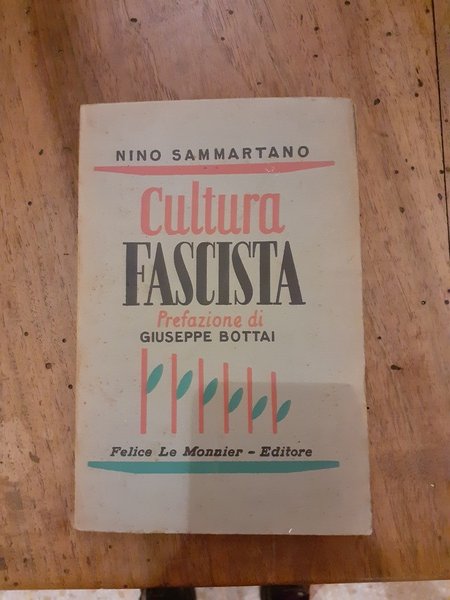 NINO SAMMARTANO
Cultura
FASCISTA
Prefazione di
GIUSEPPE BOTTAI
Felice Le Monnier - Editore